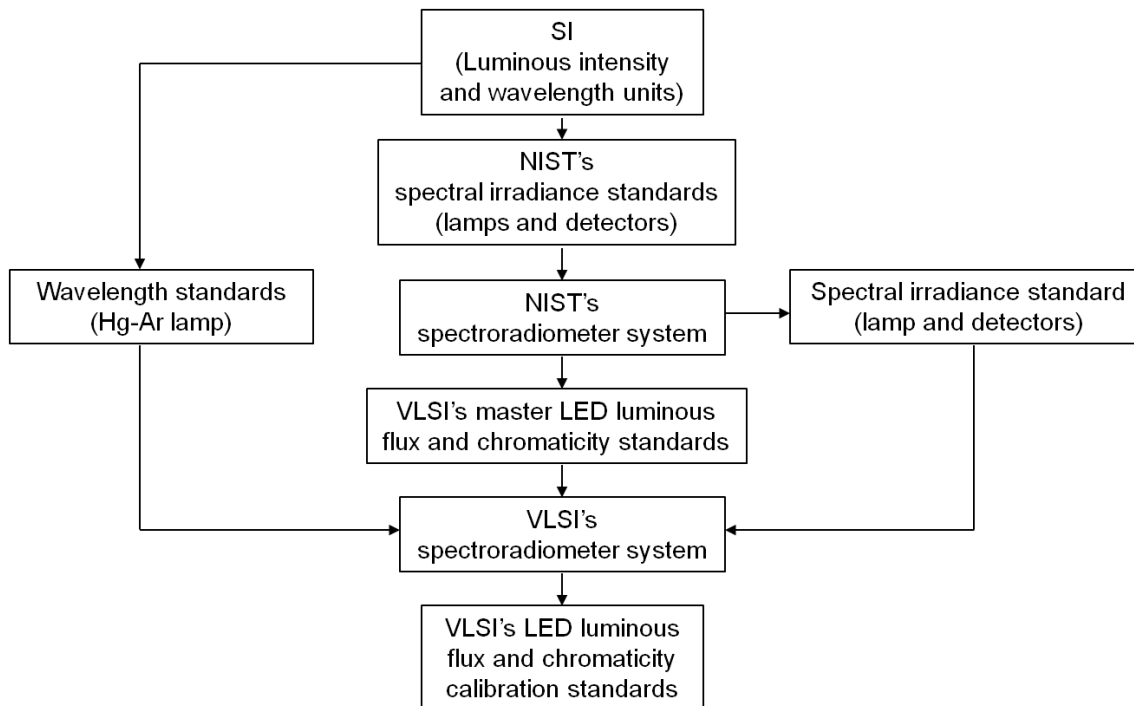 SI
(Luminous intensity
and wavelength units)
NIST's
spectral irradiance standards
(lamps and detectors)
Wavelength standards
(Hg-Ar lamp)
NIST's
spectroradiometer system
Spectral irradiance standard
(lamp and detectors)
VLSI's master LED luminous
flux and chromaticity standards
VLSI's
spectroradiometer system
VLSI's LED luminous
flux and chromaticity
calibration standards